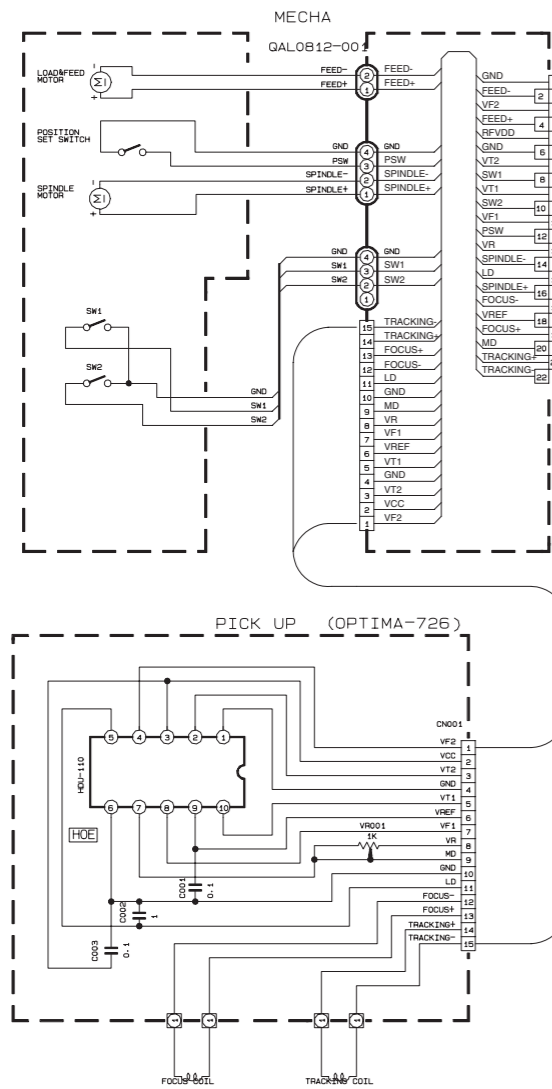 MECHA
QAL0812-001
LOAD&FEED
MOTOR
-
+
FEED- 2 FEED-
FEED+ 1 FEED+
POSITION
SET SWITCH
GND 4 GND
PSW 3 PSW
SPINDLE- 2 SPINDLE-
SPINDLE+ 1 SPINDLE+
SPINDLE
MOTOR
-
+
GND 4 GND
SW1 3 SW1
SW2 2 SW2
1
SW1
SW2
GND
SW1
SW2
15 TRACKING-
14 TRACKING+
13 FOCUS+
12 FOCUS-
11 LD
10 GND
9 MD
8 VR
7 VF1
6 VREF
5 VT1
4 GND
3 VT2
2 VCC
1 VF2
GND
FEED- 2
VF2
FEED+ 4
RFVDD
GND 6
VT2
SW1 8
VT1
SW2 10
VF1
PSW 12
VR
SPINDLE- 14
LD
SPINDLE+ 16
FOCUS-
VREF 18
FOCUS+
MD 20
TRACKING+
TRACKING- 22
PICK UP (OPTIMA-726)
CN001
5 4 3 2 1
HDU-110
6 7 8 9 10
HOE
VR001
1K
C001
0.1
C002
1
C003
0.1
VF2 1
VCC 2
VT2 3
GND 4
VT1 5
VREF 6
VF1 7
VR 8
MD 9
GND 10
LD 11
FOCUS- 12
FOCUS+ 13
TRACKING+ 14
TRACKING- 15
FOCUS COIL
TRACKING COIL